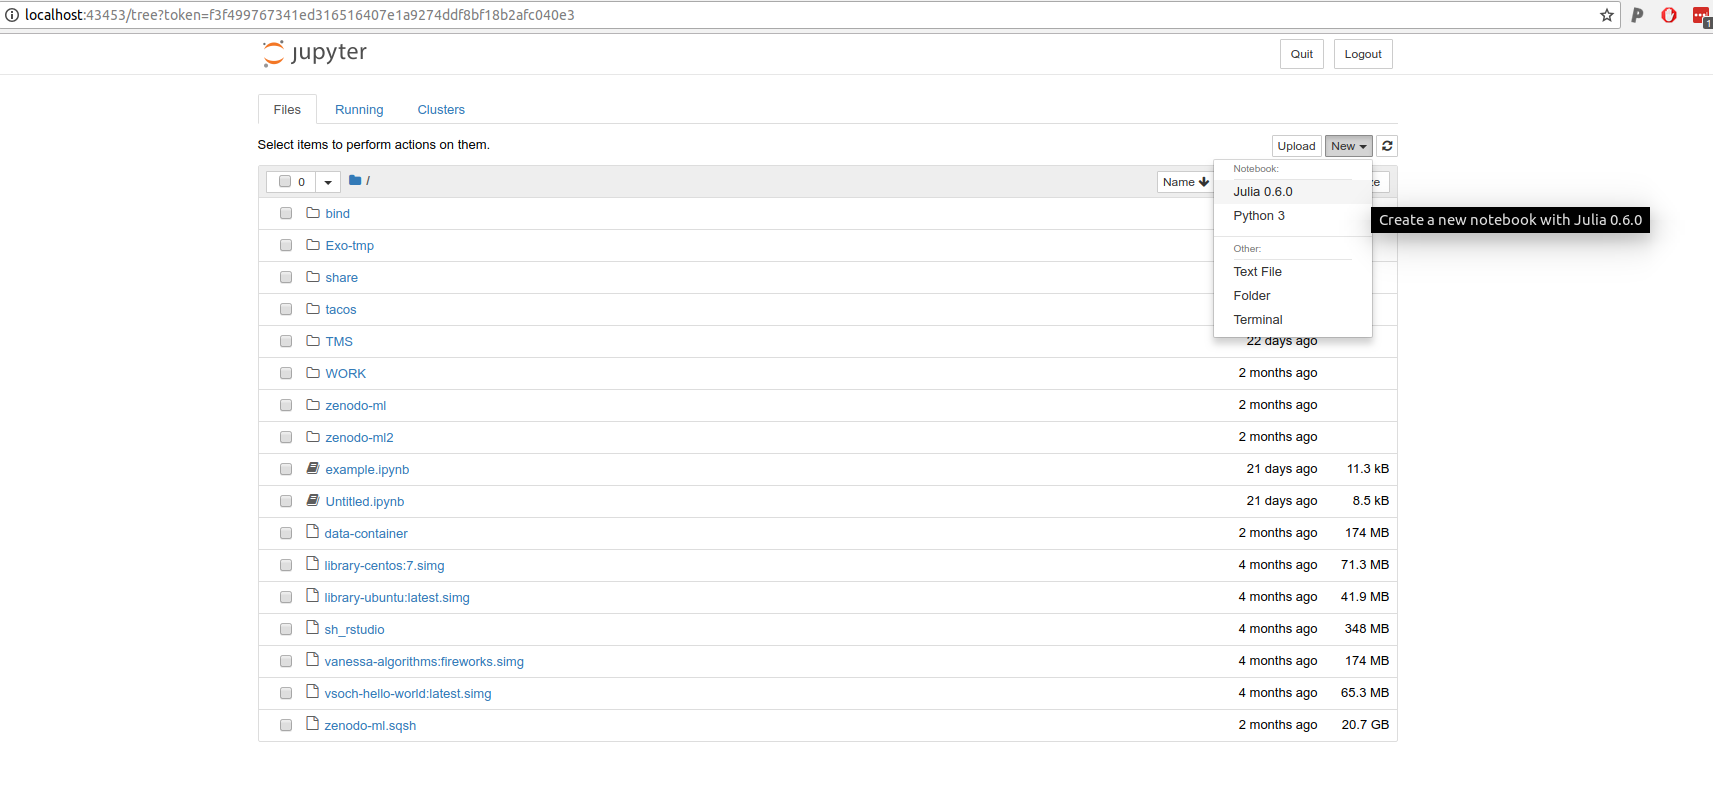 localhost:43453/tree?token=f3f499767341ed316516407e1a9274ddf8bf18b2afc040e3
1
jupyter
Quit
Logout
Files
Running
Clusters
Select items to perform actions on them.
Upload
New
0
/
Name
ze
Notebook:
Julia 0.6.0
Python 3
Create a new notebook with Julia 0.6.0
Other:
Text File
Folder
Terminal
bind
Exo-tmp
share
tacos
TMS 22 days ago
WORK 2 months ago
zenodo-ml 2 months ago
zenodo-ml2 2 months ago
example.ipynb 21 days ago 11.3 kB
Untitled.ipynb 21 days ago 8.5 kB
data-container 2 months ago 174 MB
library-centos:7.simg 4 months ago 71.3 MB
library-ubuntu:latest.simg 4 months ago 41.9 MB
sh_rstudio 4 months ago 348 MB
vanessa-algorithms:fireworks.simg 4 months ago 174 MB
vsoch-hello-world:latest.simg 4 months ago 65.3 MB
zenodo-ml.sqsh 2 months ago 20.7 GB